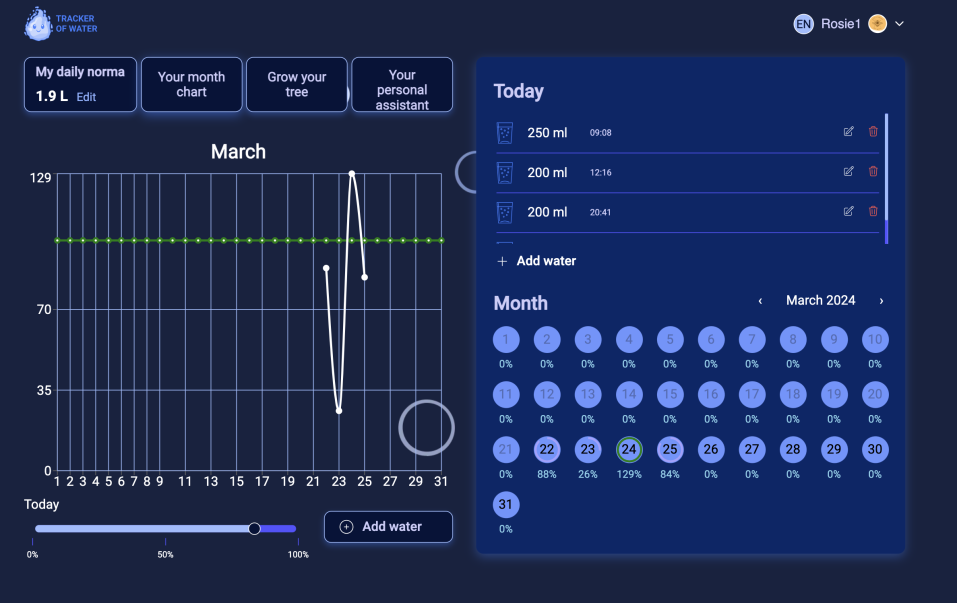 TRACKER
OF WATER
EN Rosie1
My daily norma
1.9 L Edit
Your month
chart
Grow your
tree
Your
personal
assistant
March
129
70
35
0
1 2 3 4 5 6 7 8 9 11 13 15 17 19 21 23 25 27 29 31
Today
0% 50% 100%
Add water
Today
250 ml 09:08
200 ml 12:16
200 ml 20:41
+ Add water
Month
‹ March 2024 ›
1 2 3 4 5 6 7 8 9 10
0% 0% 0% 0% 0% 0% 0% 0% 0% 0%
11 12 13 14 15 16 17 18 19 20
0% 0% 0% 0% 0% 0% 0% 0% 0% 0%
21 22 23 24 25 26 27 28 29 30
0% 88% 26% 129% 84% 0% 0% 0% 0% 0%
31
0%